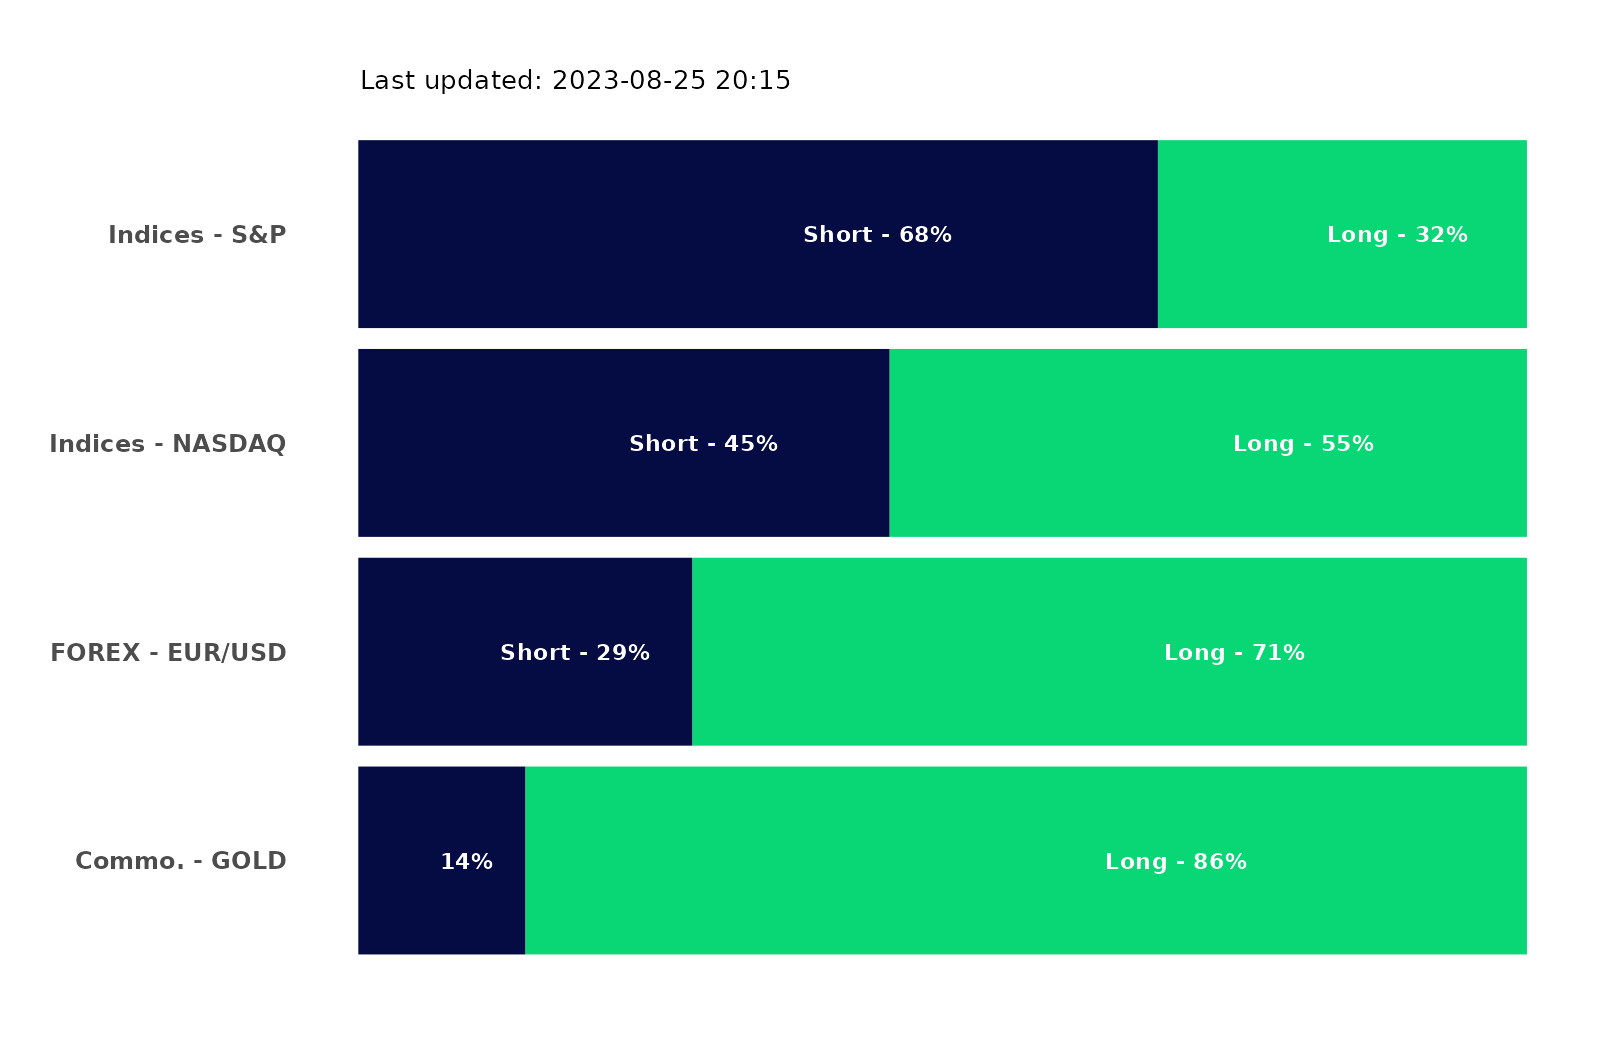 Last updated: 2023-08-25 20:15
Indices - S&P
Short - 68%
Long - 32%
Indices - NASDAQ
Short - 45%
Long - 55%
FOREX - EUR/USD
Short - 29%
Long - 71%
Commo. - GOLD
14%
Long - 86%